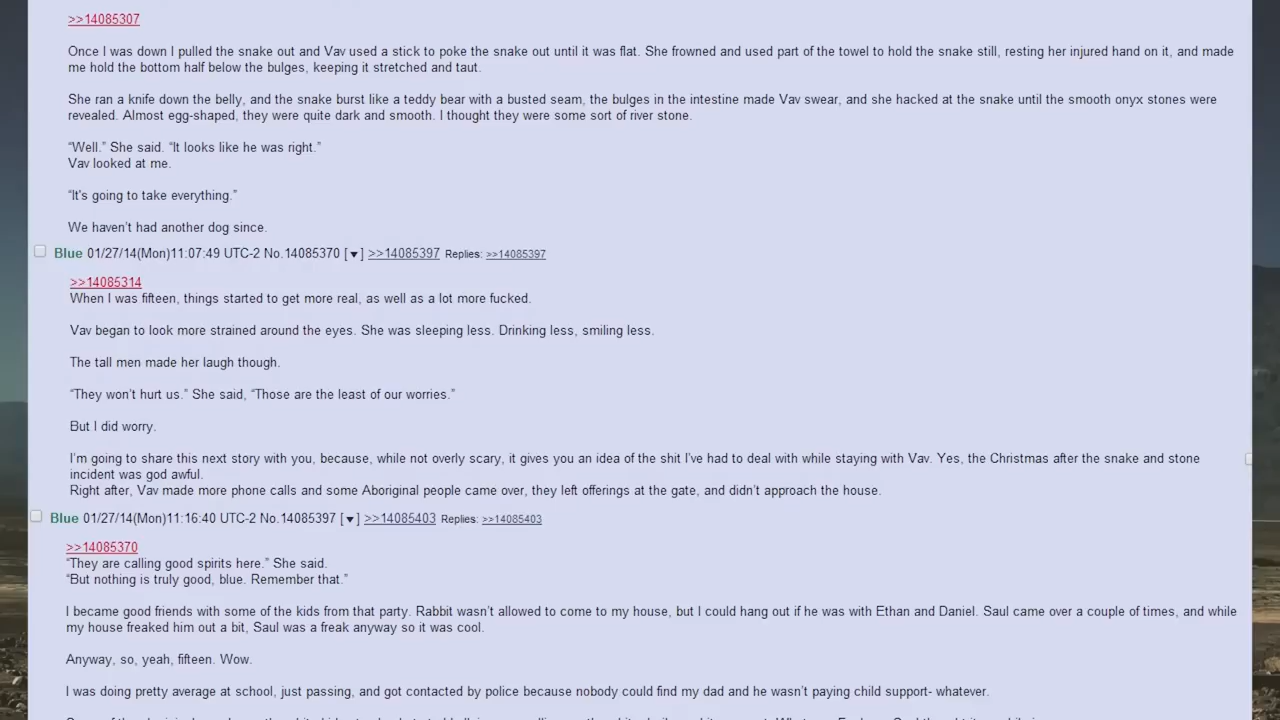 >>14085307
Once I was down I pulled the snake out and Vav used a stick to poke the snake out until it was flat. She frowned and used part of the towel to hold the snake still, resting her injured hand on it, and made
me hold the bottom half below the bulges, keeping it stretched and taut.
She ran a knife down the belly, and the snake burst like a teddy bear with a busted seam, the bulges in the intestine made Vav swear, and she hacked at the snake until the smooth onyx stones were
revealed. Almost egg-shaped, they were quite dark and smooth. I thought they were some sort of river stone.
“Well.” She said. “It looks like he was right.”
Vav looked at me.
“It's going to take everything.”
We haven’t had another dog since.
Blue 01/27/14(Mon)11:07:49 UTC-2 No.14085370 [▼] >>14085397 Replies: >>14085397
>>14085314
When I was fifteen, things started to get more real, as well as a lot more fucked.
Vav began to look more strained around the eyes. She was sleeping less. Drinking less, smiling less.
The tall men made her laugh though.
“They won’t hurt us.” She said, “Those are the least of our worries.”
But I did worry.
I’m going to share this next story with you, because, while not overly scary, it gives you an idea of the shit I’ve had to deal with while staying with Vav. Yes, the Christmas after the snake and stone
incident was god awful.
Right after, Vav made more phone calls and some Aboriginal people came over, they left offerings at the gate, and didn’t approach the house.
Blue 01/27/14(Mon)11:16:40 UTC-2 No.14085397 [▼] >>14085403 Replies: >>14085403
>>14085370
“They are calling good spirits here.” She said.
“But nothing is truly good, blue. Remember that.”
I became good friends with some of the kids from that party. Rabbit wasn’t allowed to come to my house, but I could hang out if he was with Ethan and Daniel. Saul came over a couple of times, and while
my house freaked him out a bit, Saul was a freak anyway so it was cool.
Anyway, so, yeah, fifteen. Wow.
I was doing pretty average at school, just passing, and got contacted by police because nobody could find my dad and he wasn’t paying child support- whatever.